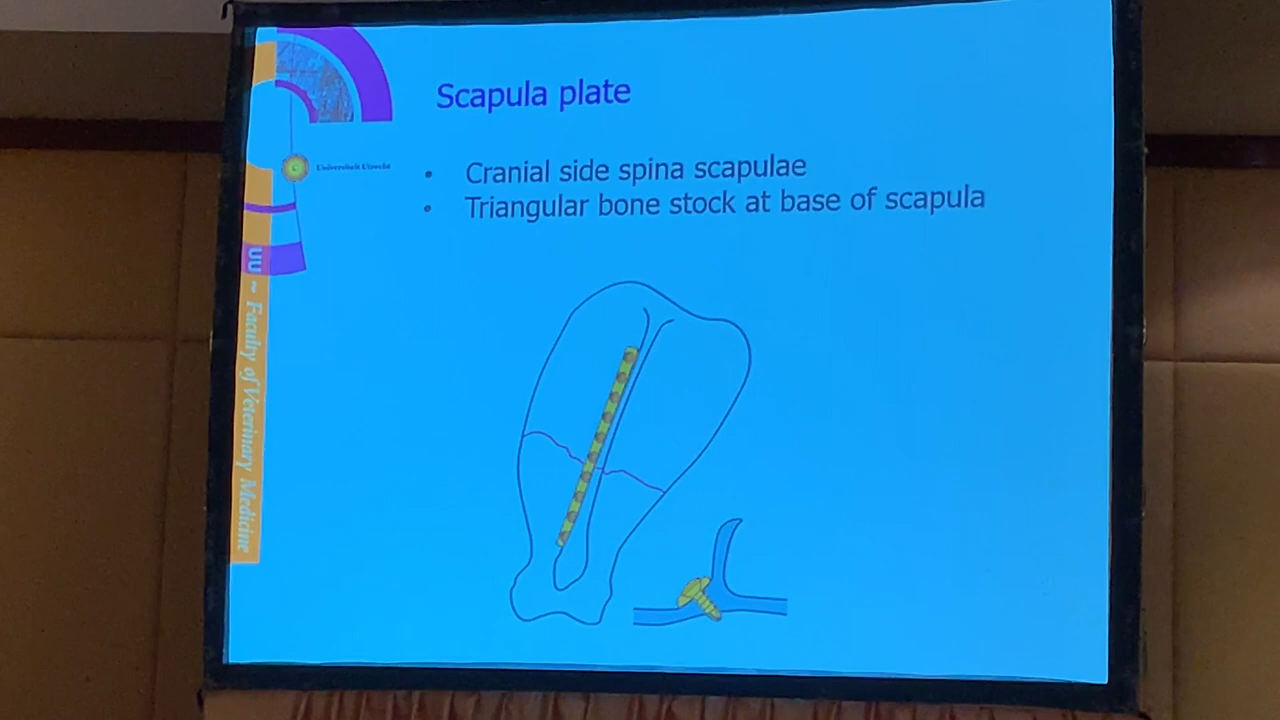 Scapula plate
Universiteit Utrecht
• Cranial side spina scapulae
• Triangular bone stock at base of scapula
UU ~ Faculty of Veterinary Medicine